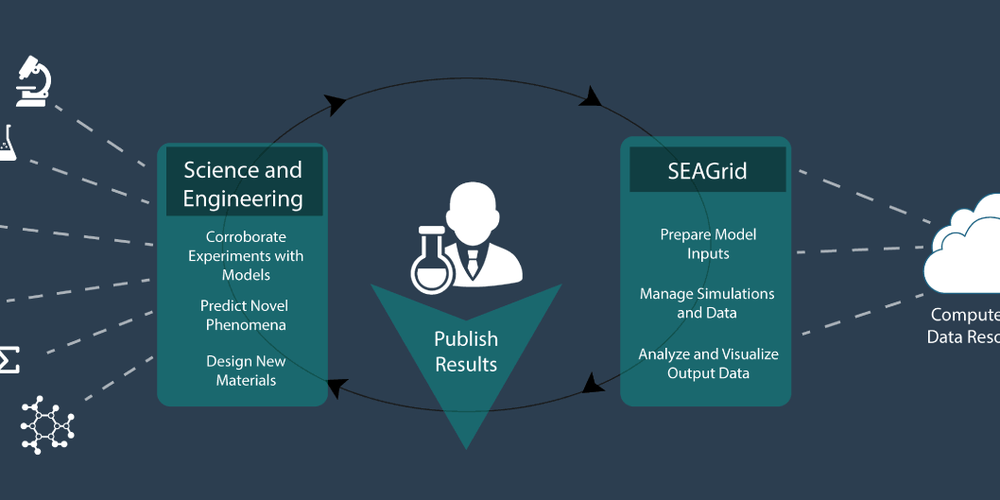 Science and
Engineering
Corroborate
Experiments with
Models
Predict Novel
Phenomena
Design New
Materials
Publish
Results
SEAGrid
Prepare Model
Inputs
Manage Simulations
and Data
Analyze and Visualize
Output Data
Compute
Data
Σ